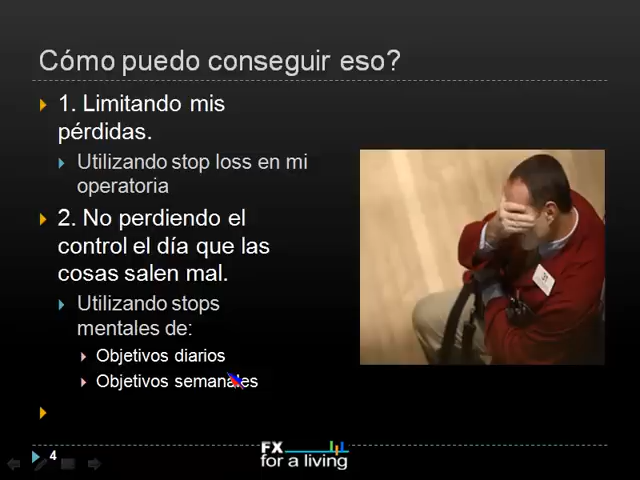 Cómo puedo conseguir eso?
1. Limitando mis
pérdidas.
Utilizando stop loss en mi
operatoria
2. No perdiendo el
control el día que las
cosas salen mal.
Utilizando stops
mentales de:
Objetivos diarios
Objetivos semanales
4
FX
for a living